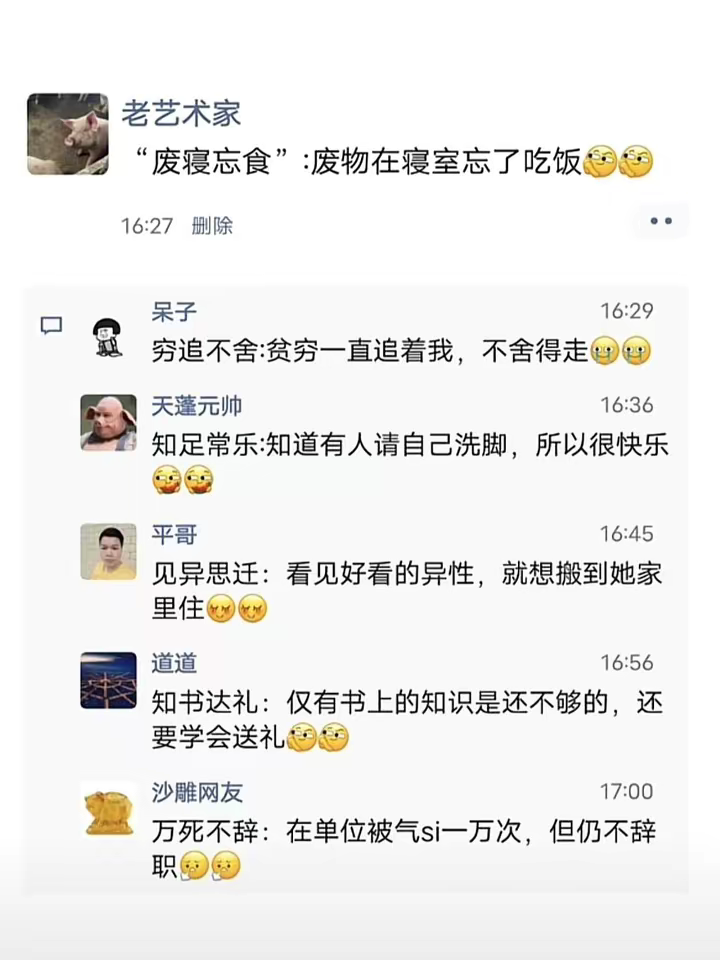 老艺术家
“废寝忘食”:废物在寝室忘了吃饭
16:27 删除
呆子 16:29
穷追不舍:贫穷一直追着我，不舍得走
天蓬元帅 16:36
知足常乐:知道有人请自己洗脚，所以很快乐
平哥 16:45
见异思迁：看见好看的异性，就想搬到她家
里住
道道 16:56
知书达礼：仅有书上的知识是还不够的，还
要学会送礼
沙雕网友 17:00
万死不辞：在单位被气si一万次，但仍不辞
职